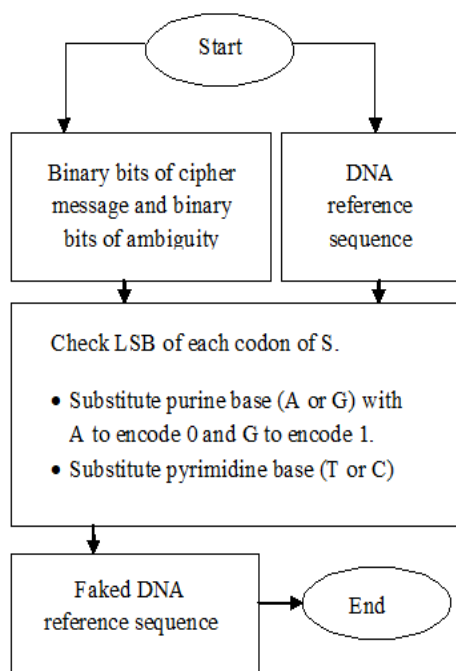 Start
Binary bits of cipher
message and binary
bits of ambiguity
DNA
reference
sequence
Check LSB of each codon of S.
• Substitute purine base (A or G) with
A to encode 0 and G to encode 1.
• Substitute pyrimidine base (T or C)
Faked DNA
reference sequence
End